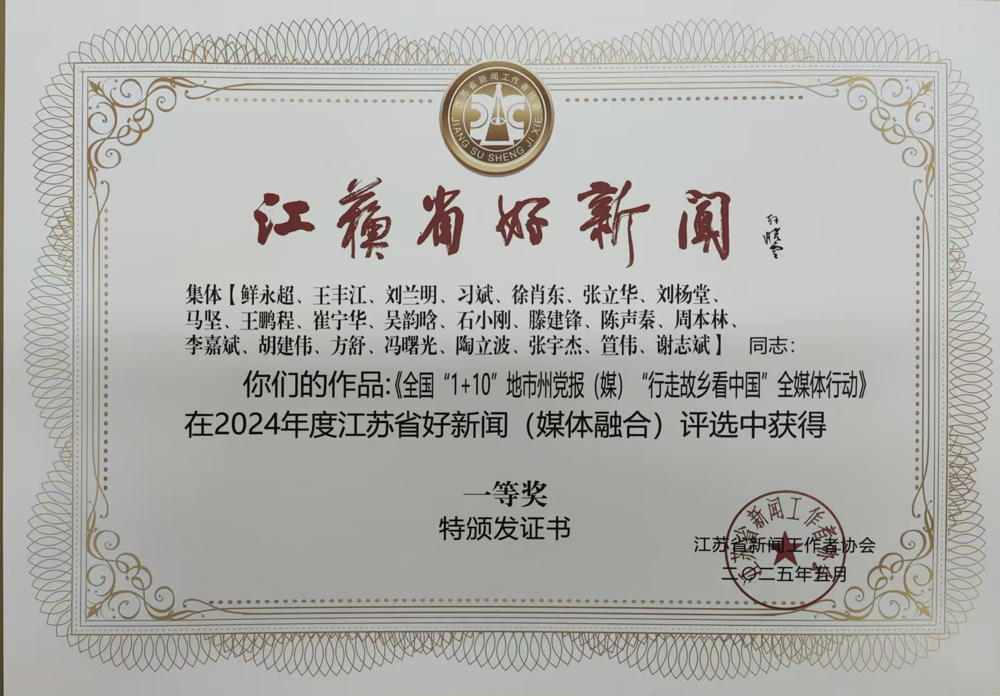 江苏省新闻工作者协会
JIANG SU SHENG JI XIE
江蘇省好新闻
孙晓云
集体【鲜永超、王丰江、刘兰明、习斌、徐肖东、张立华、刘杨堂、
马坚、王鹏程、崔宁华、吴韵晗、石小刚、滕建锋、陈声秦、周本林、
李嘉斌、胡建伟、方舒、冯曙光、陶立波、张宇杰、笪伟、谢志斌】 同志：
你们的作品:《全国“1+10”地市州党报（媒）“行走故乡看中国”全媒体行动》
在2024年度江苏省好新闻（媒体融合）评选中获得
一等奖
特颁发证书
江苏省新闻工作者协会
江苏省新闻工作者协会
二〇二五年五月